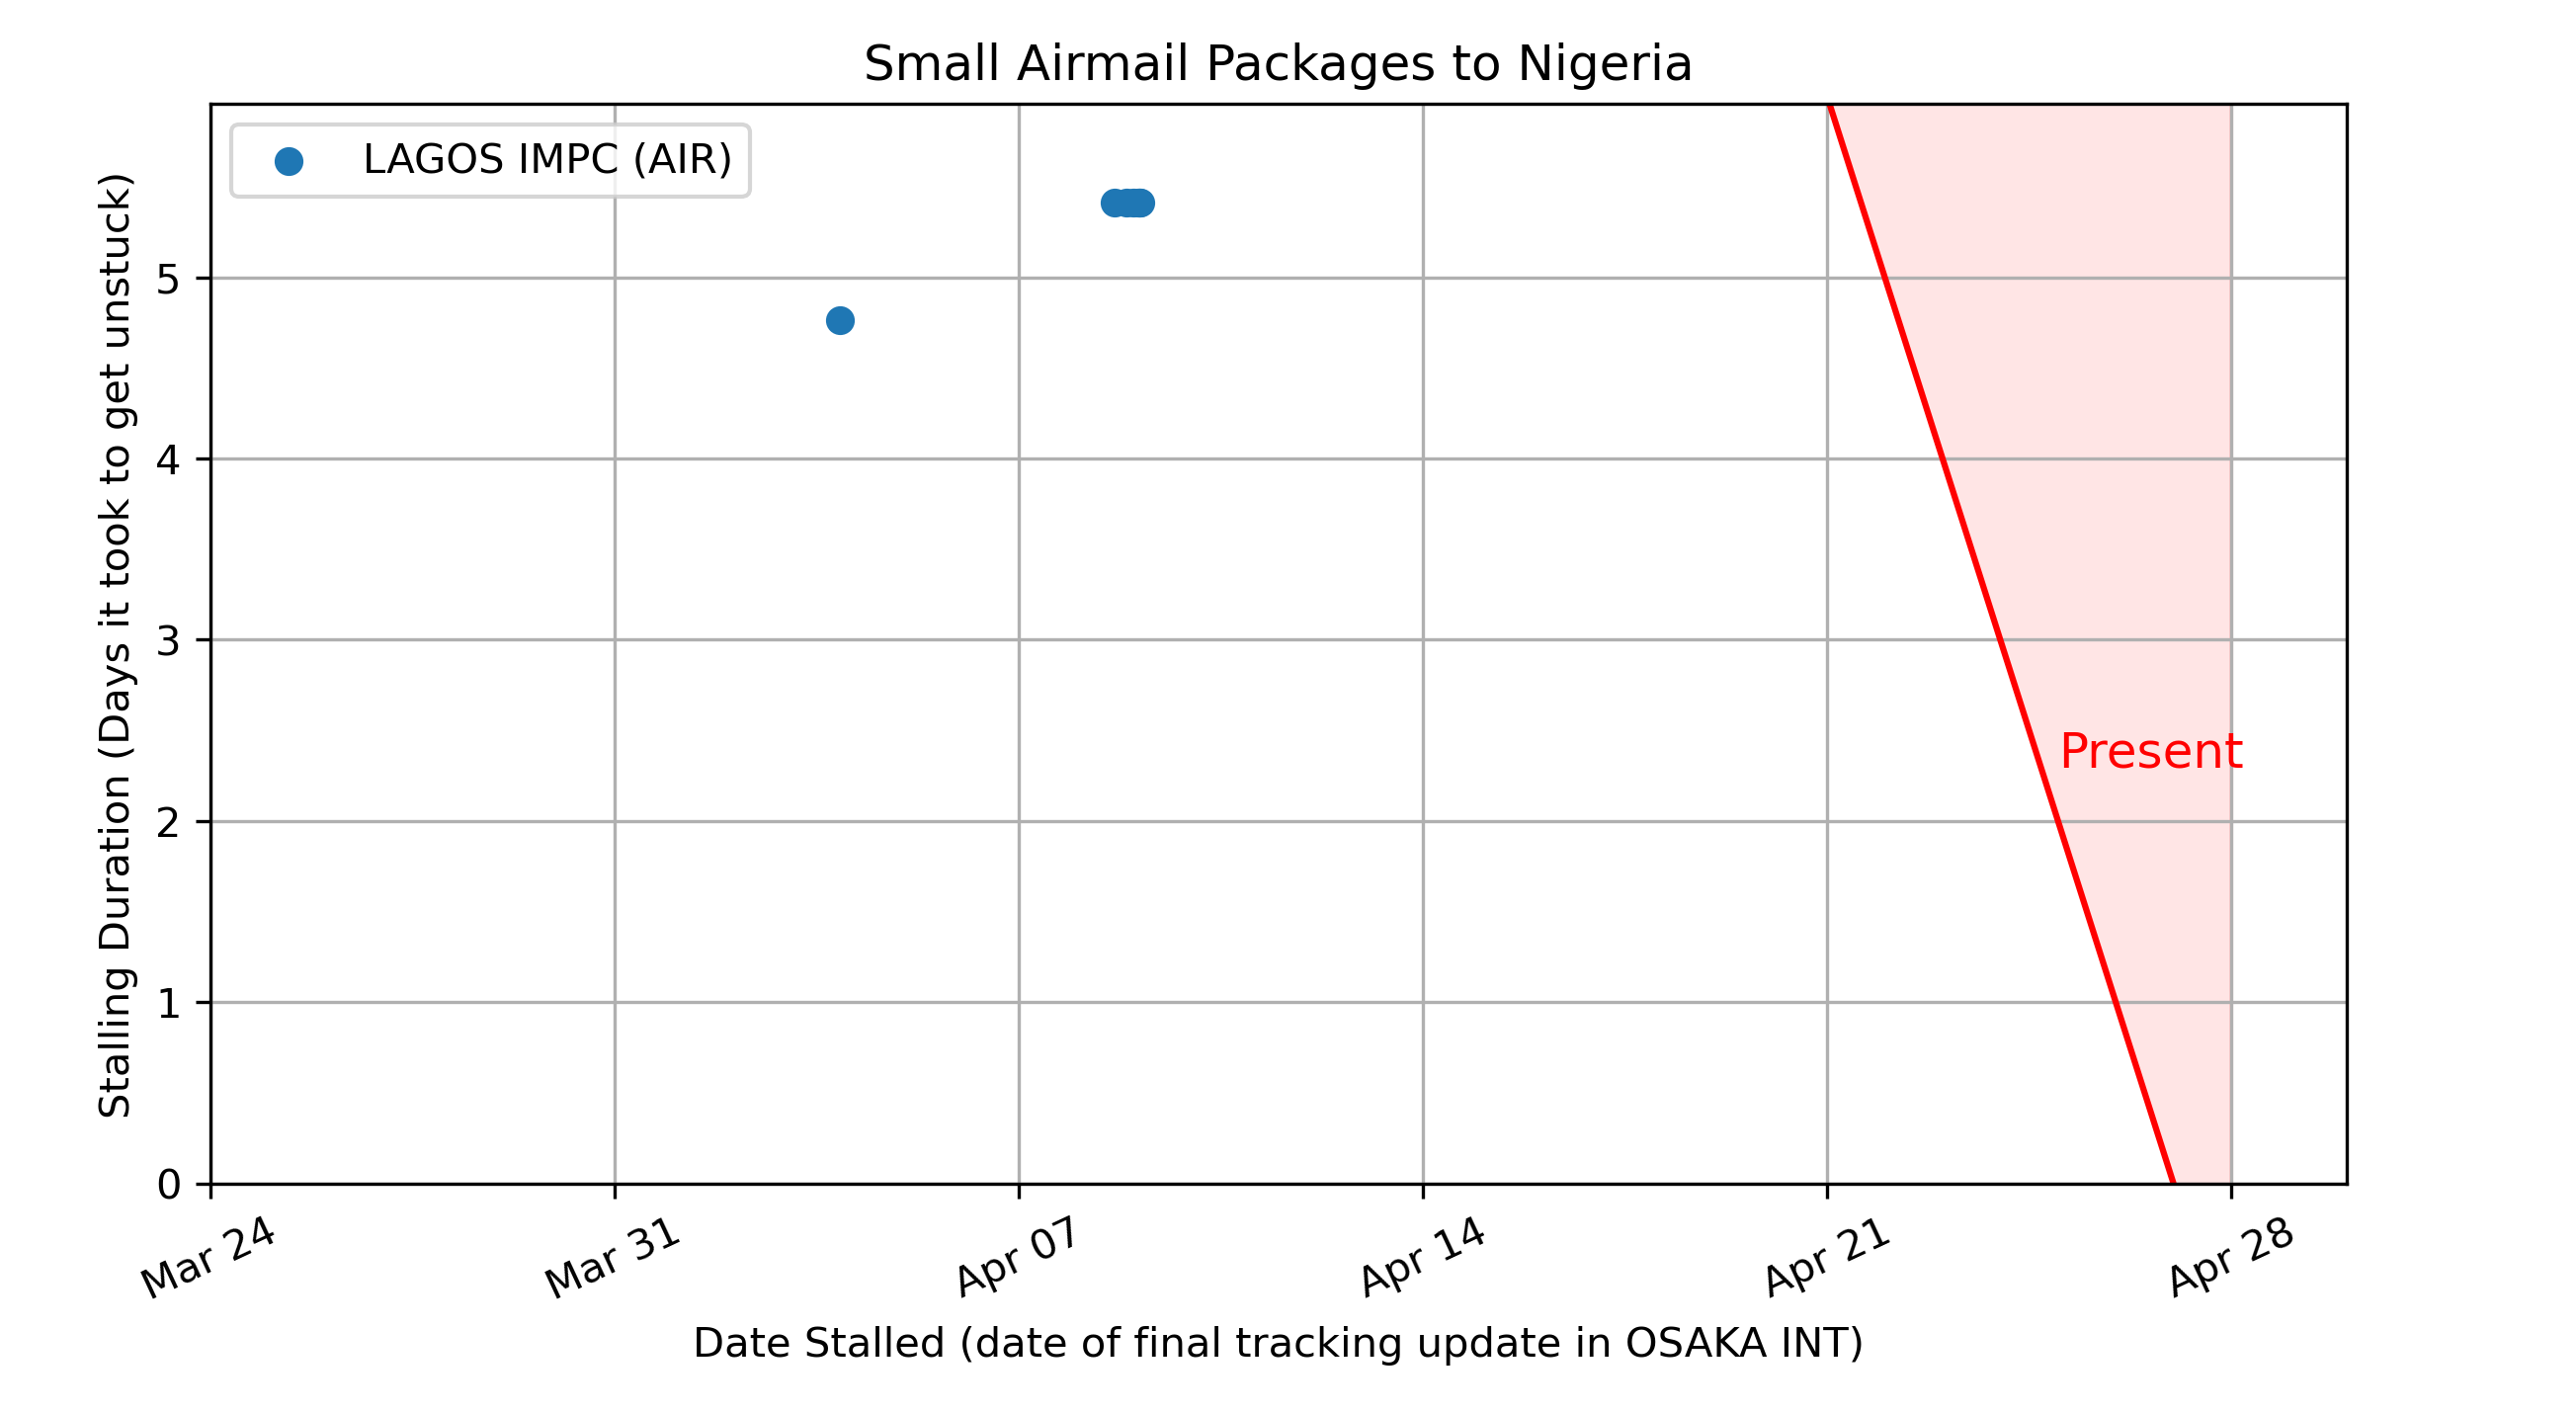 Small Airmail Packages to Nigeria
LAGOS IMPC (AIR)
Stalling Duration (Days it took to get unstuck)
5
4
3
2
1
0
Present
Mar 24
Mar 31
Apr 07
Apr 14
Apr 21
Apr 28
Date Stalled (date of final tracking update in OSAKA INT)